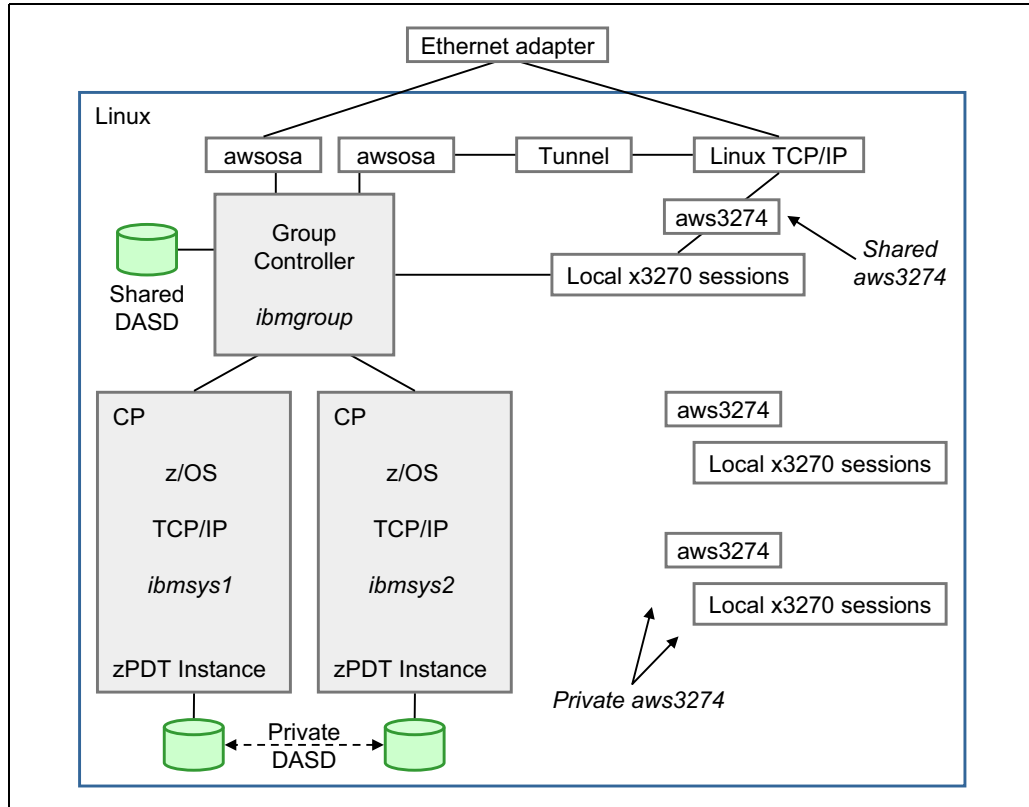 Ethernet adapter
Linux
awsosa
awsosa
Tunnel
Linux TCP/IP
aws3274
Shared
aws3274
Group
Controller
ibmgroup
Local x3270 sessions
Shared
DASD
CP
z/OS
TCP/IP
ibmsys1
zPDT Instance
CP
z/OS
TCP/IP
ibmsys2
zPDT Instance
aws3274
Local x3270 sessions
aws3274
Local x3270 sessions
Private aws3274
Private
DASD